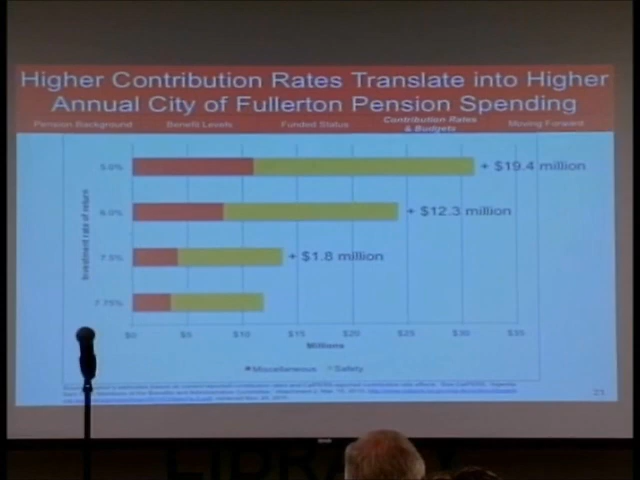 Higher Contribution Rates Translate into Higher
Annual City of Fullerton Pension Spending
Pension Background Benefit Levels Funded Status Contribution Rates & Budgets Moving Forward
Investment rate of return
5.0% + $19.4 million
6.0% + $12.3 million
7.5% + $1.8 million
7.75%
$0 $5 $10 $15 $20 $25 $30 $35
Millions
Miscellaneous Safety
LIBRARY